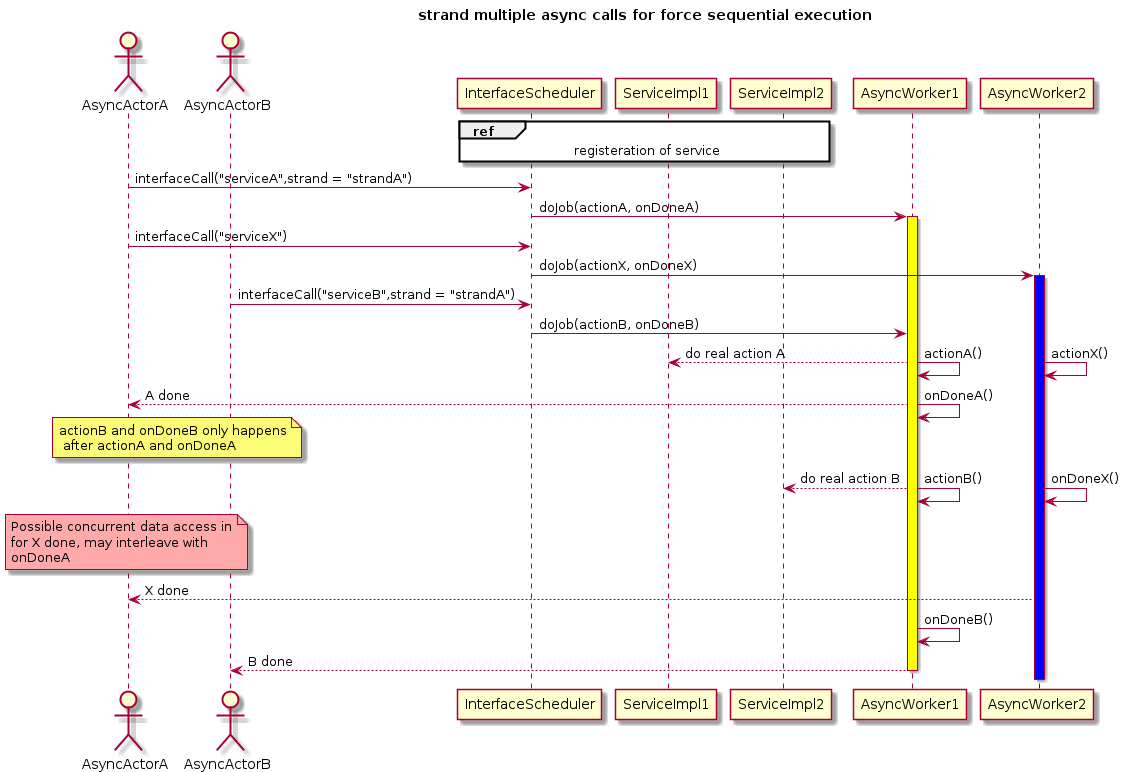 strand multiple async calls for force sequential execution
AsyncActorA
AsyncActorB
InterfaceScheduler
ServiceImpl1
ServiceImpl2
AsyncWorker1
AsyncWorker2
ref
registeration of service
interfaceCall("serviceA",strand = "strandA")
doJob(actionA, onDoneA)
interfaceCall("serviceX")
doJob(actionX, onDoneX)
interfaceCall("serviceB",strand = "strandA")
doJob(actionB, onDoneB)
do real action A
actionA()
actionX()
A done
onDoneA()
actionB and onDoneB only happens
after actionA and onDoneA
do real action B
actionB()
onDoneX()
Possible concurrent data access in
for X done, may interleave with
onDoneA
X done
onDoneB()
B done
InterfaceScheduler
ServiceImpl1
ServiceImpl2
AsyncWorker1
AsyncWorker2
AsyncActorA
AsyncActorB